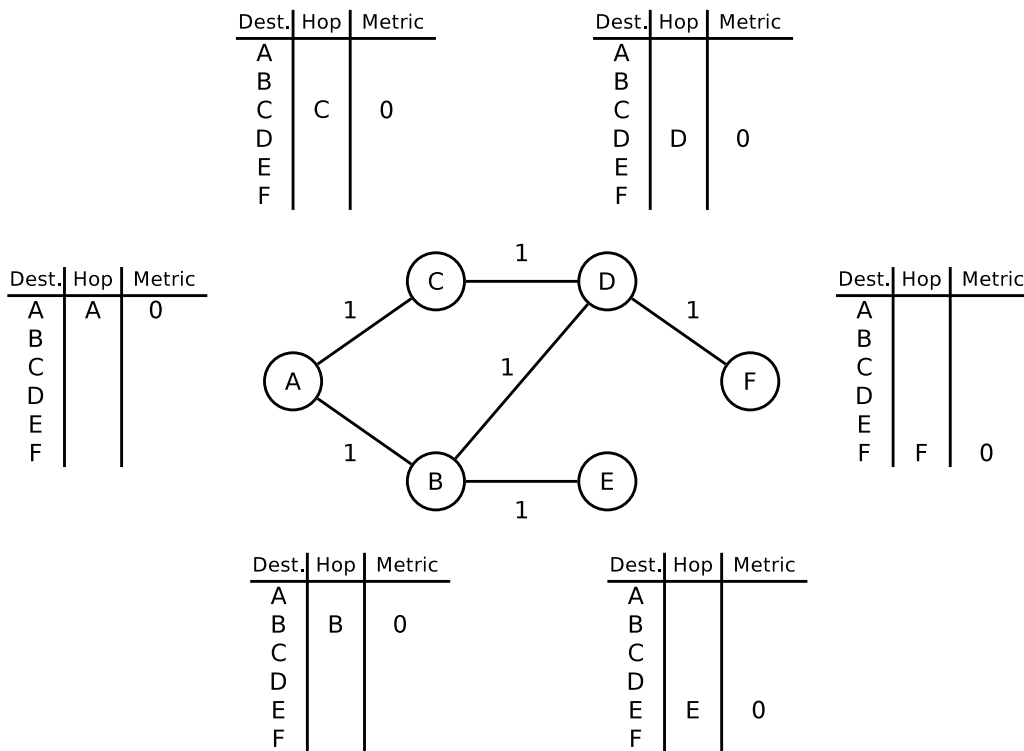 Dest. Hop Metric
A
B
C C 0
D
E
F
Dest. Hop Metric
A
B
C
D D 0
E
F
Dest. Hop Metric
A A 0
B
C
D
E
F
1
C
D
1
1
1
A
F
1
B
E
1
Dest. Hop Metric
A
B
C
D
E
F F 0
Dest. Hop Metric
A
B B 0
C
D
E
F
Dest. Hop Metric
A
B
C
D
E E 0
F